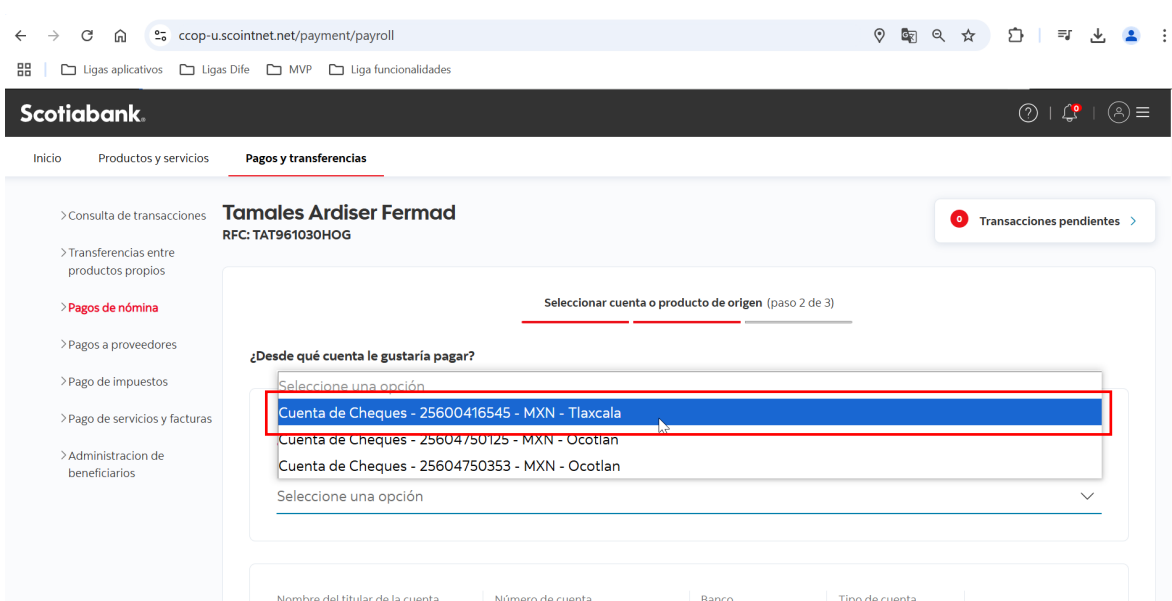 ccop-u.scointnet.net/payment/payroll
Ligas aplicativos Ligas Dife MVP Liga funcionalidades
Scotiabank.
0
Inicio Productos y servicios Pagos y transferencias
Consulta de transacciones
Transferencias entre
productos propios
Pagos de nómina
Pagos a proveedores
Pago de impuestos
Pago de servicios y facturas
Administracion de
beneficiarios
Tamales Ardiser Fermad
RFC: TAT961030HOG
0 Transacciones pendientes
Seleccionar cuenta o producto de origen (paso 2 de 3)
¿Desde qué cuenta le gustaría pagar?
Seleccione una opción
Cuenta de Cheques - 25600416545 - MXN - Tlaxcala
Cuenta de Cheques - 25604750125 - MXN - Ocotlan
Cuenta de Cheques - 25604750353 - MXN - Ocotlan
Seleccione una opción
Nombre del titular de la cuenta Número de cuenta Banco Tipo de cuenta